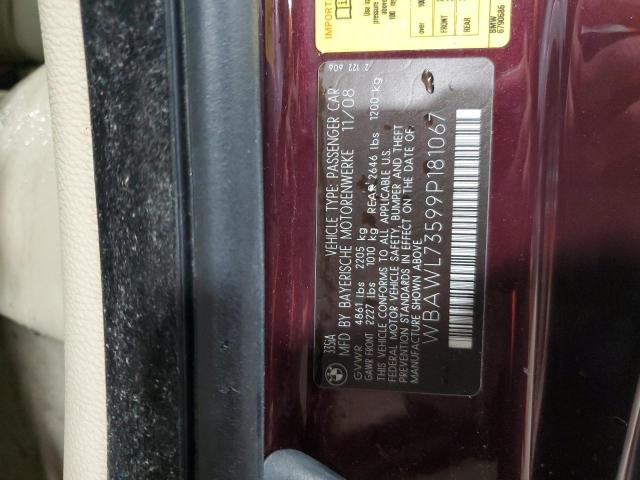 IMPORTA
over
FRONT
REAR
BMW
6790686
335iA VEHICLE TYPE: PASSENGER CAR 2 122 606
MFD BY BAYERISCHE MOTORENWERKE 11/08
GVWR 4861 lbs 2205 kg
GAWR FRONT 2227 lbs 1010 kg REAR 2646 lbs 1200 kg
THIS VEHICLE CONFORMS TO ALL APPLICABLE U.S.
FEDERAL MOTOR VEHICLE SAFETY, BUMPER AND THEFT
PREVENTION STANDARDS IN EFFECT ON THE DATE OF
MANUFACTURE SHOWN ABOVE.
WBAWL73599P181067